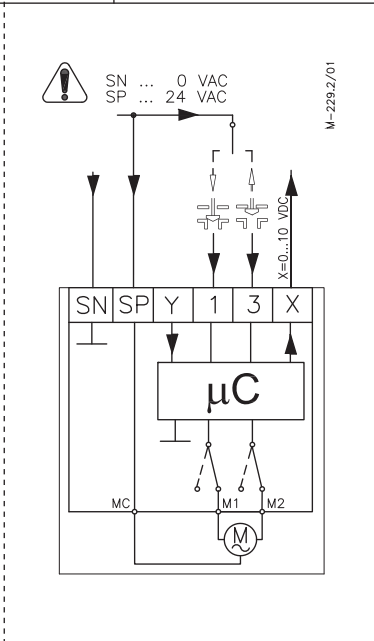 SN ... 0 VAC
SP ... 24 VAC
M-229.2/01
X=0...10 VDC
SN SP Y 1 3 X
µC
MC M1 M2
M